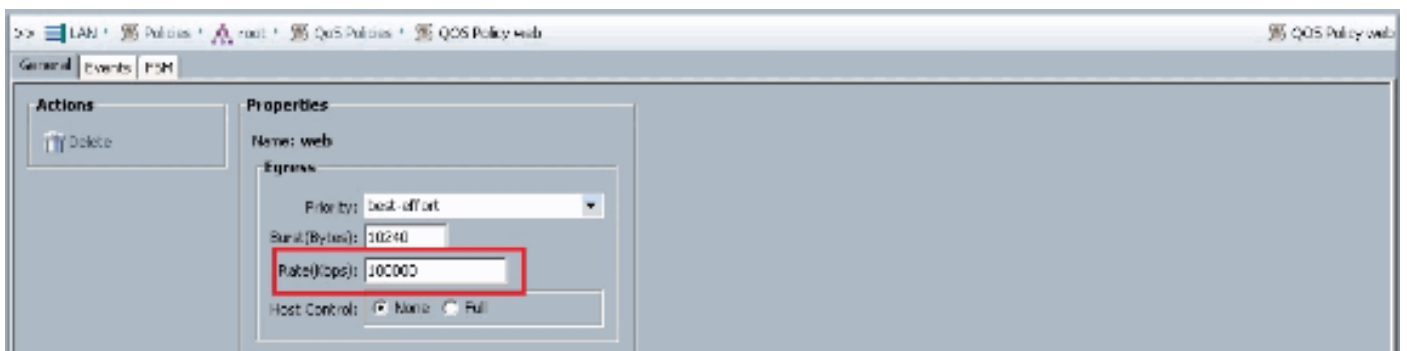 >> LAN › Policies › root › QoS Policies › QOS Policy web
QOS Policy web
General Events FSM
Actions
Delete
Properties
Name: web
Egress
Priority: best-effort
Burst(Bytes): 10240
Rate(Kbps): 100000
Host Control: None Full